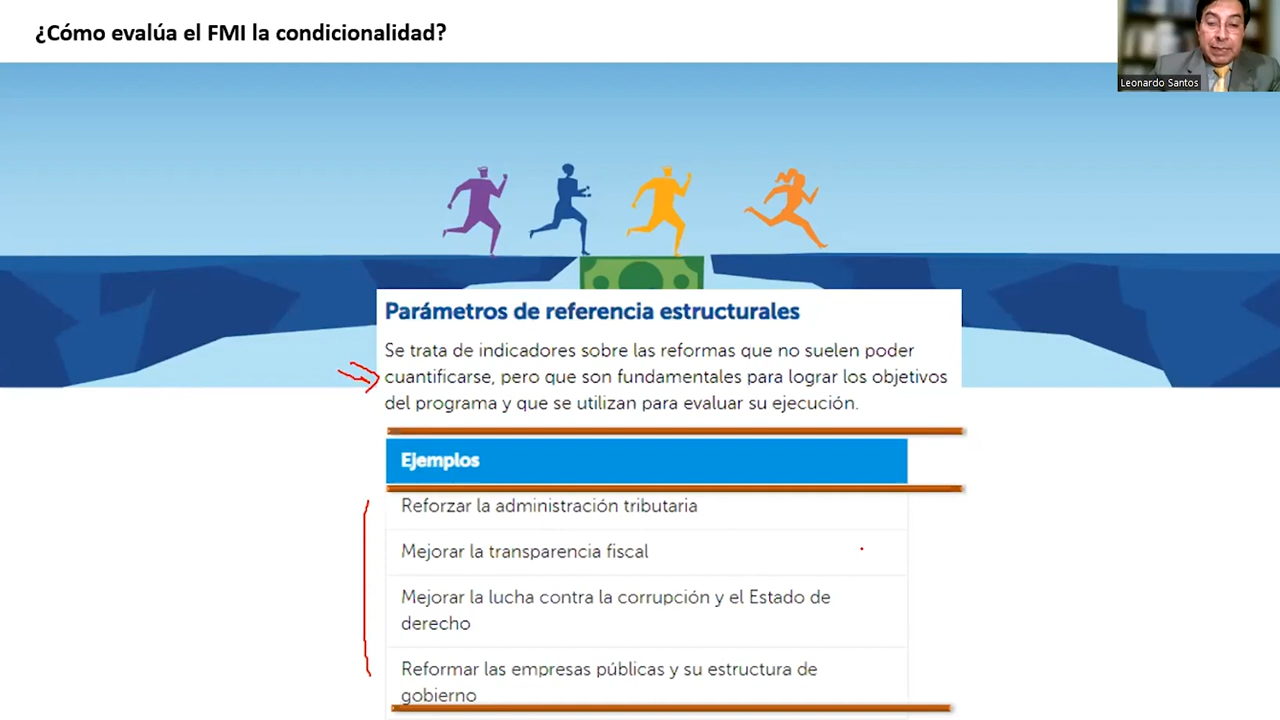 ¿Cómo evalúa el FMI la condicionalidad?
Leonardo Santos
Parámetros de referencia estructurales
Se trata de indicadores sobre las reformas que no suelen poder
cuantificarse, pero que son fundamentales para lograr los objetivos
del programa y que se utilizan para evaluar su ejecución.
Ejemplos
Reforzar la administración tributaria
Mejorar la transparencia fiscal
Mejorar la lucha contra la corrupción y el Estado de
derecho
Reformar las empresas públicas y su estructura de
gobierno